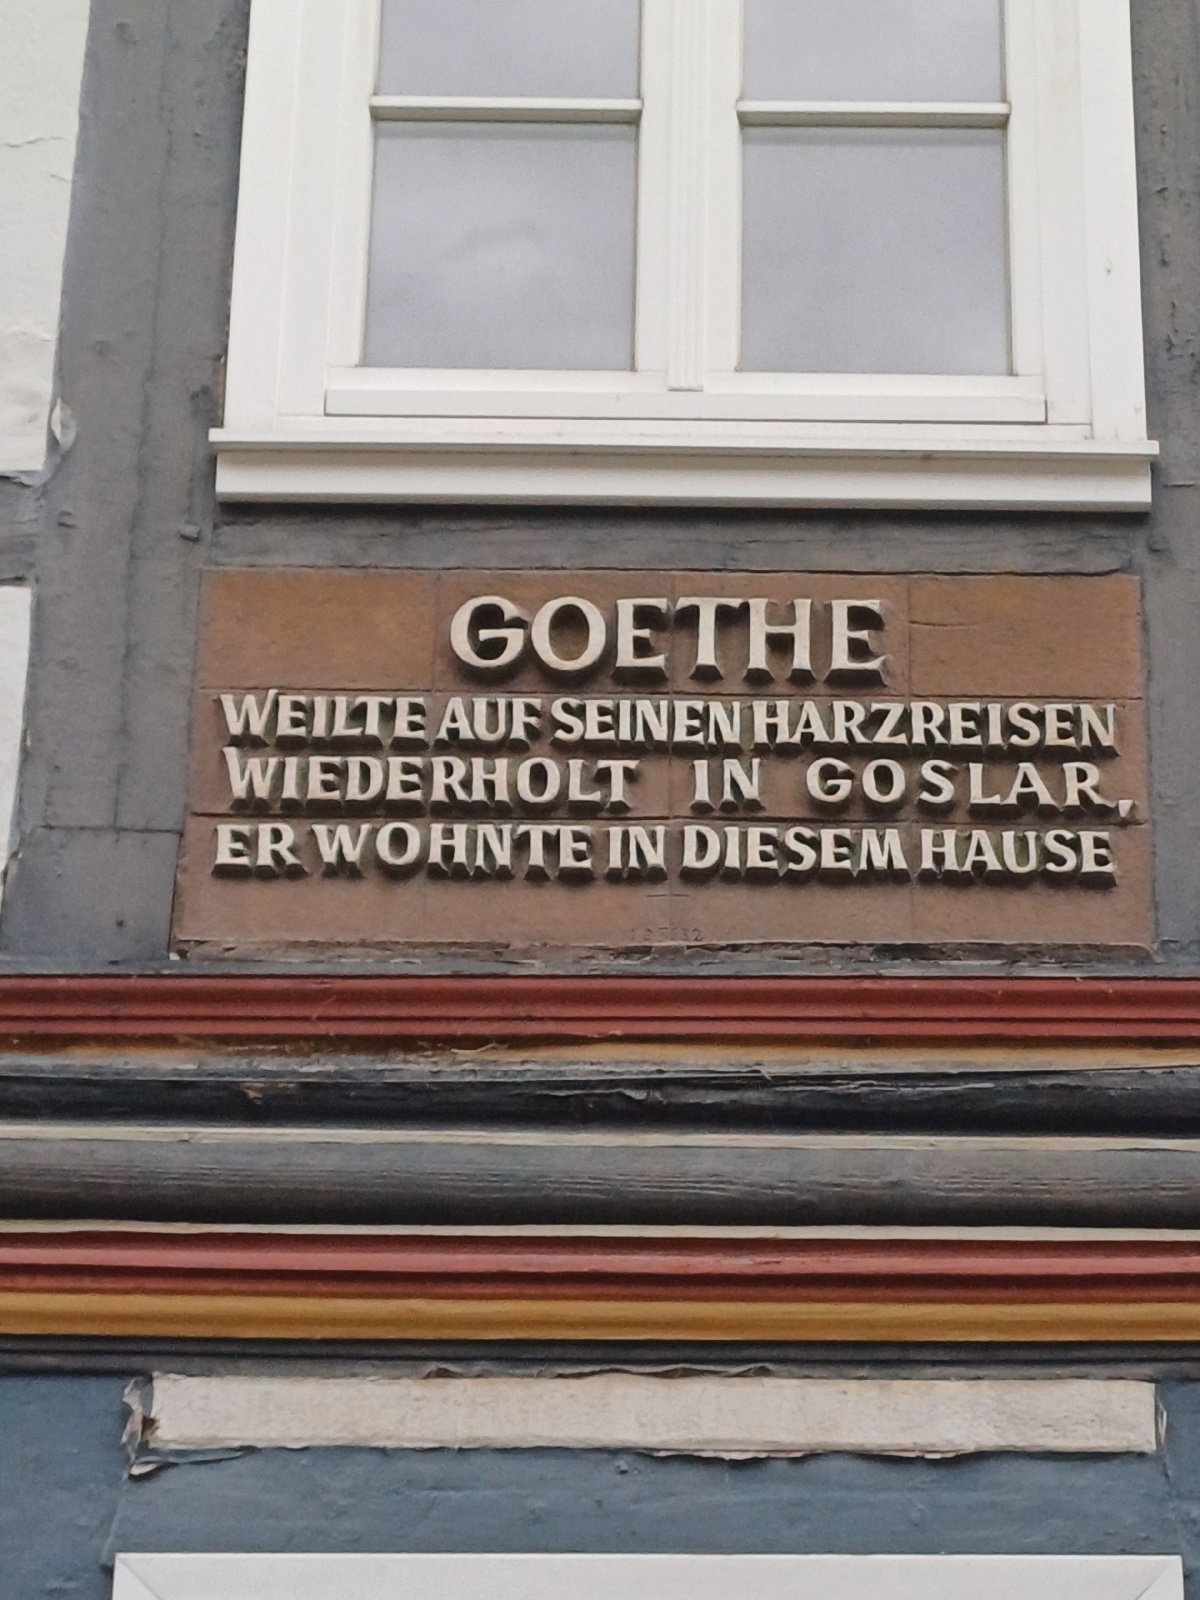 GOETHE
WEILTE AUF SEINEN HARZREISEN
WIEDERHOLT IN GOSLAR,
ER WOHNTE IN DIESEM HAUSE